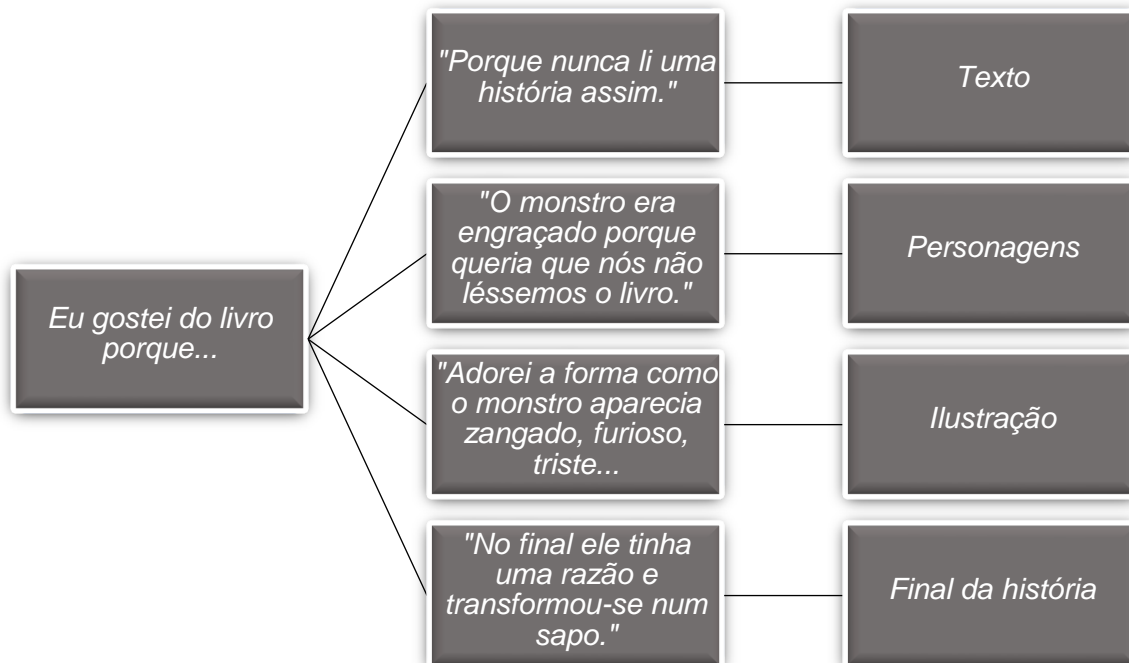 "Porque nunca li uma
história assim."
Texto
"O monstro era
engraçado porque
queria que nós não
léssemos o livro."
Personagens
Eu gostei do livro
porque...
"Adorei a forma como
o monstro aparecia
zangado, furioso,
triste...
Ilustração
"No final ele tinha
uma razão e
transformou-se num
sapo."
Final da história